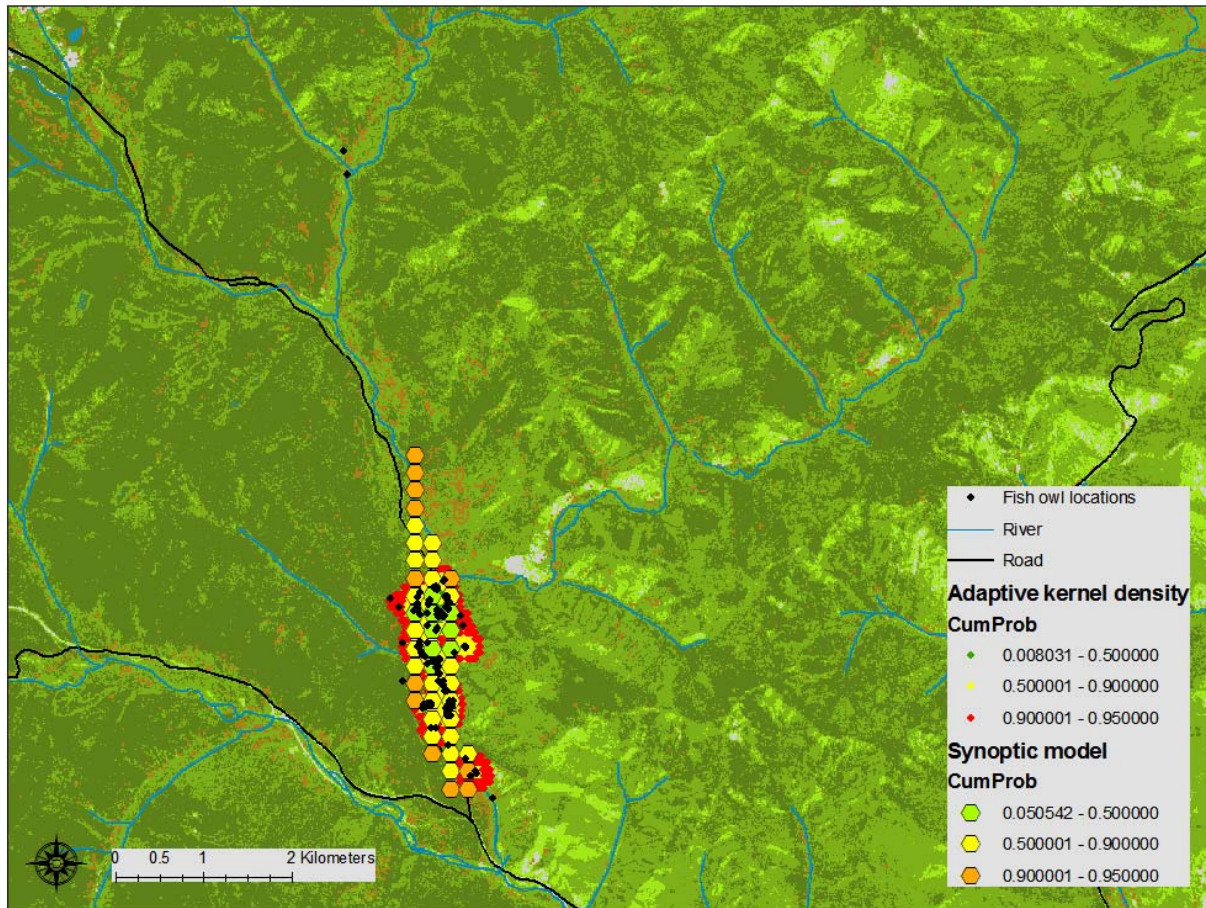 Fish owl locations
River
Road
Adaptive kernel density
CumProb
0.008031 - 0.500000
0.500001 - 0.900000
0.900001 - 0.950000
Synoptic model
CumProb
0.050542 - 0.500000
0.500001 - 0.900000
0.900001 - 0.950000
0 0.5 1 2 Kilometers